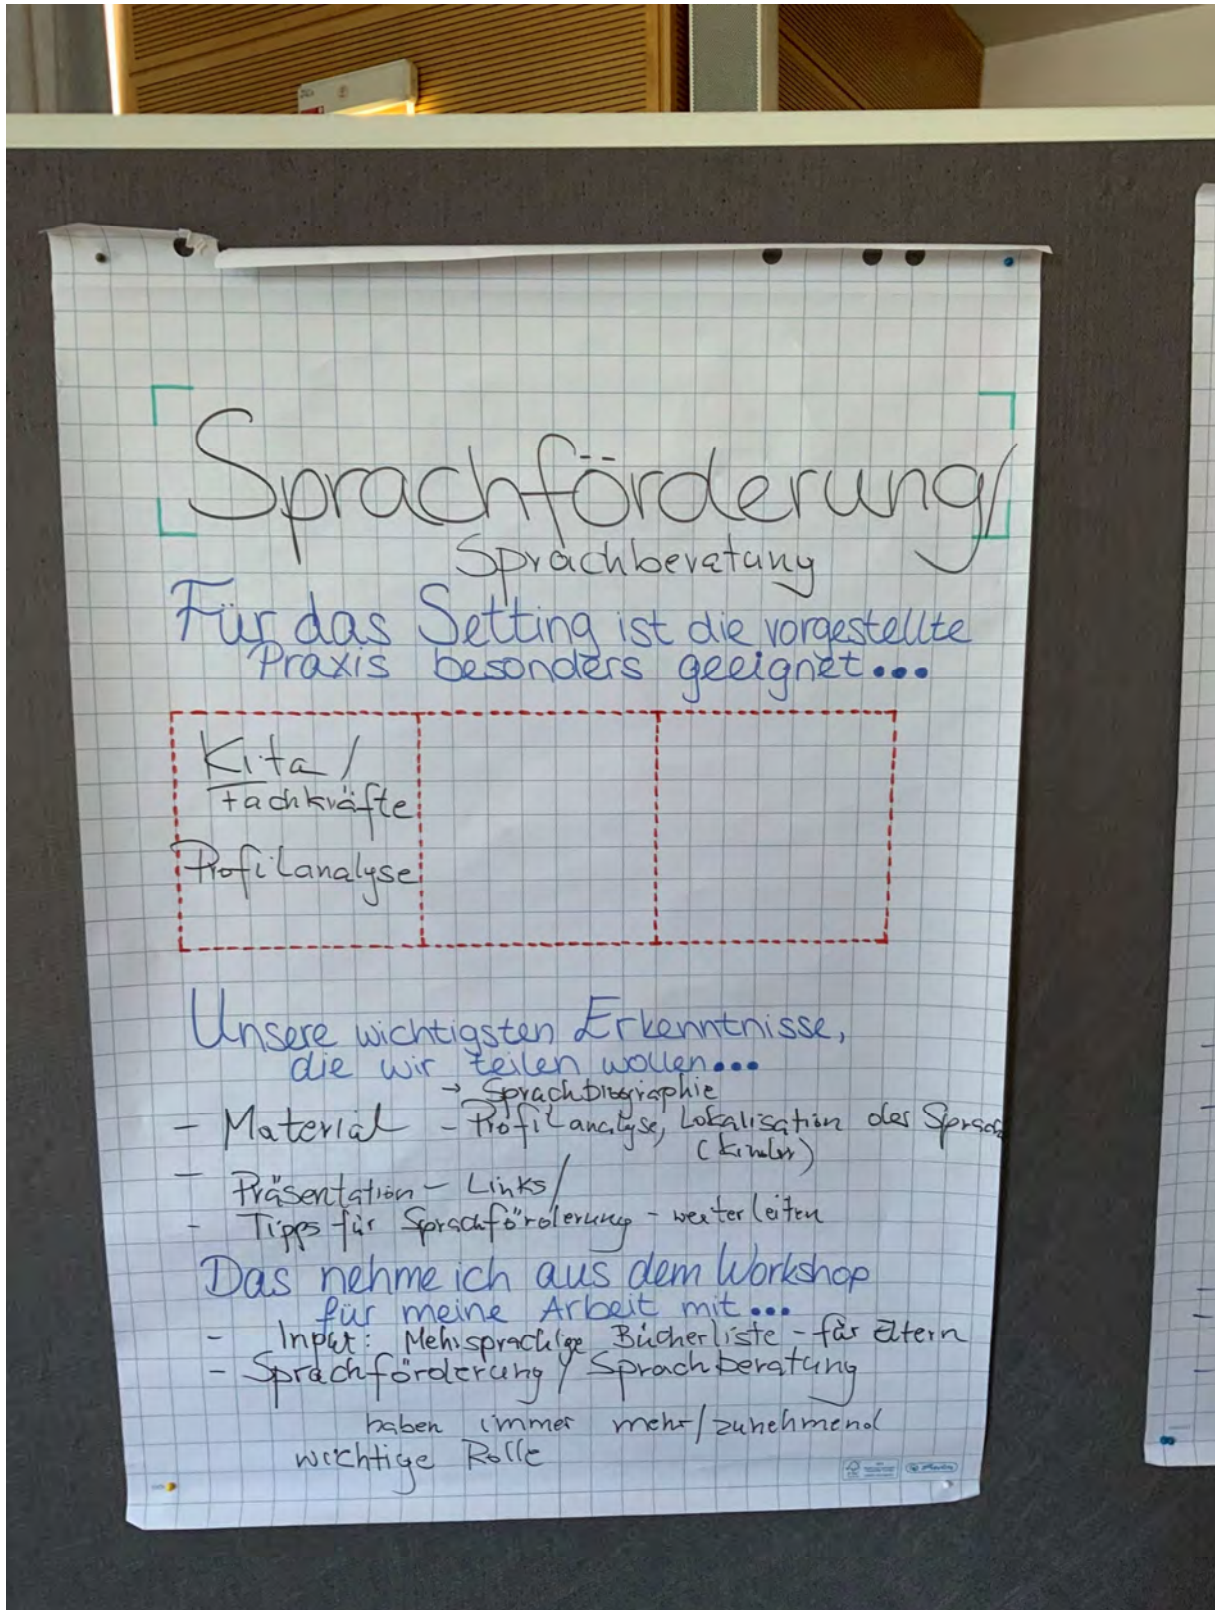 Sprachförderung/
Sprachberatung
Für das Setting ist die vorgestellte
Praxis besonders geeignet...
Kita /
Fachkräfte
Profilanalyse
Unsere wichtigsten Erkenntnisse,
die wir teilen wollen...
→ Sprachbiographie
- Material - Profilanalyse, Lokalisation des Sprach
(Kinder)
- Präsentation - Links/
- Tipps für Sprachförderung - weiterleiten
Das nehme ich aus dem Workshop
für meine Arbeit mit...
- Input: Mehrsprachige Bücherliste - für Eltern
- Sprachförderung / Sprachberatung
haben immer mehr/zunehmend
wichtige Rolle